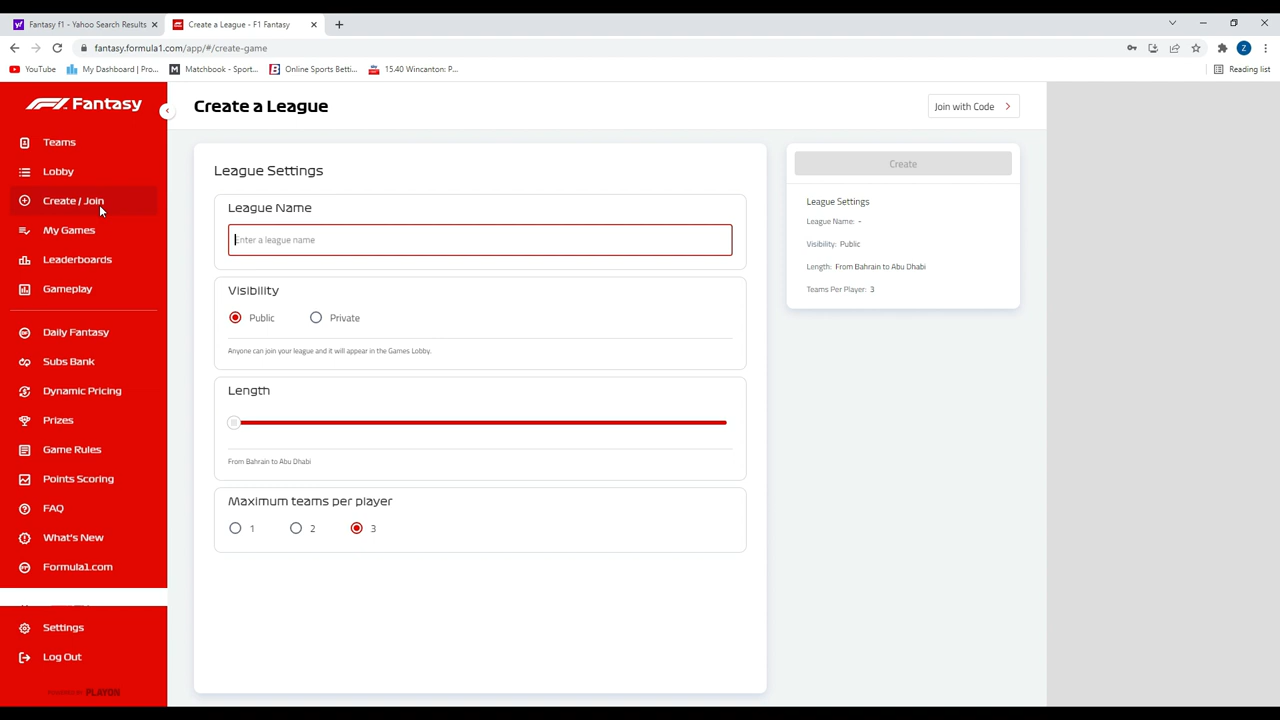 Fantasy f1 - Yahoo Search Results
Create a League - F1 Fantasy
fantasy.formula1.com/app/#/create-game
Z
YouTube
My Dashboard | Pro...
Matchbook - Sport...
Online Sports Betti...
15.40 Wincanton: P...
Reading list
F1 Fantasy
Teams
Lobby
Create / Join
My Games
Leaderboards
Gameplay
Daily Fantasy
Subs Bank
Dynamic Pricing
Prizes
Game Rules
Points Scoring
FAQ
What's New
Formula1.com
Settings
Log Out
POWERED BY PLAYON
Create a League
Join with Code
League Settings
League Name
Enter a league name
Visibility
Public
Private
Anyone can join your league and it will appear in the Games Lobby.
Length
From Bahrain to Abu Dhabi
Maximum teams per player
1
2
3
Create
League Settings
League Name: -
Visibility: Public
Length: From Bahrain to Abu Dhabi
Teams Per Player: 3